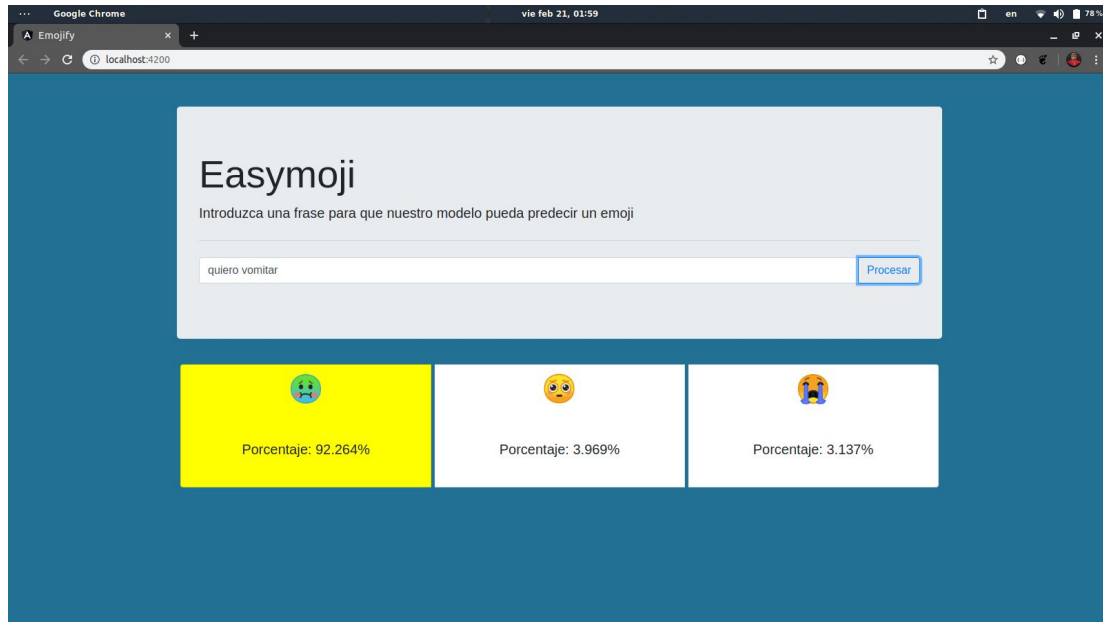 Google Chrome
vie feb 21, 01:59
en
78%
Emojify
localhost:4200
Easymoji
Introduzca una frase para que nuestro modelo pueda predecir un emoji
quiero vomitar
Procesar
Porcentaje: 92.264%
Porcentaje: 3.969%
Porcentaje: 3.137%